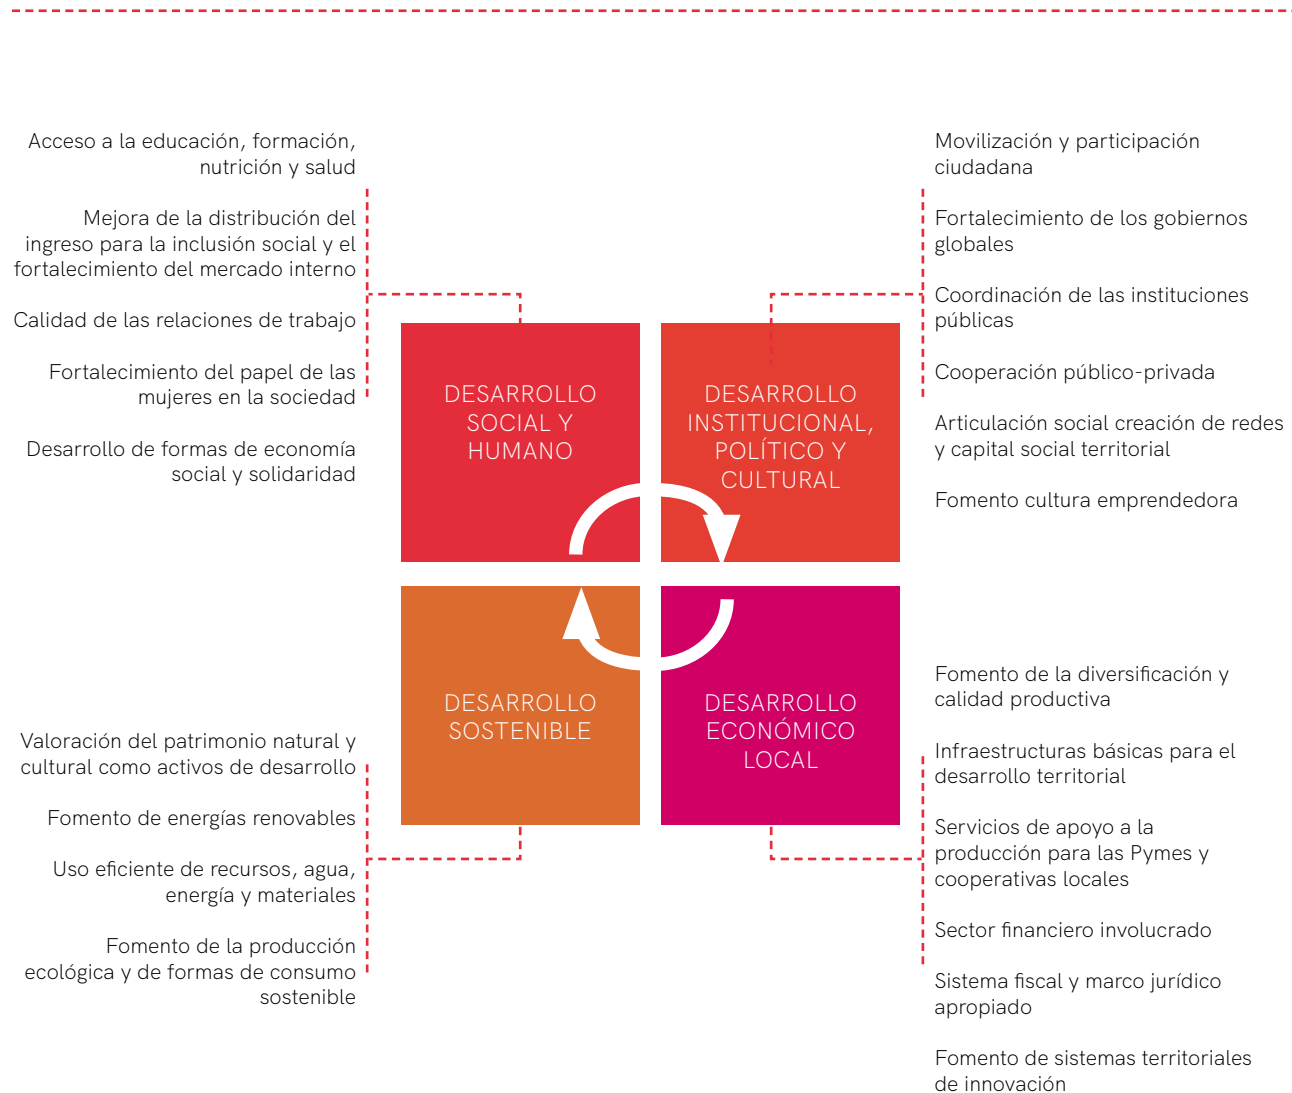 Acceso a la educación, formación,
nutrición y salud
Mejora de la distribución del
ingreso para la inclusión social y el
fortalecimiento del mercado interno
Calidad de las relaciones de trabajo
Fortalecimiento del papel de las
mujeres en la sociedad
Desarrollo de formas de economía
social y solidaridad
DESARROLLO
SOCIAL Y
HUMANO
DESARROLLO
INSTITUCIONAL,
POLÍTICO Y
CULTURAL
Movilización y participación
ciudadana
Fortalecimiento de los gobiernos
globales
Coordinación de las instituciones
públicas
Cooperación público-privada
Articulación social creación de redes
y capital social territorial
Fomento cultura emprendedora
Valoración del patrimonio natural y
cultural como activos de desarrollo
Fomento de energías renovables
Uso eficiente de recursos, agua,
energía y materiales
Fomento de la producción
ecológica y de formas de consumo
sostenible
DESARROLLO
SOSTENIBLE
DESARROLLO
ECONÓMICO
LOCAL
Fomento de la diversificación y
calidad productiva
Infraestructuras básicas para el
desarrollo territorial
Servicios de apoyo a la
producción para las Pymes y
cooperativas locales
Sector financiero involucrado
Sistema fiscal y marco jurídico
apropiado
Fomento de sistemas territoriales
de innovación